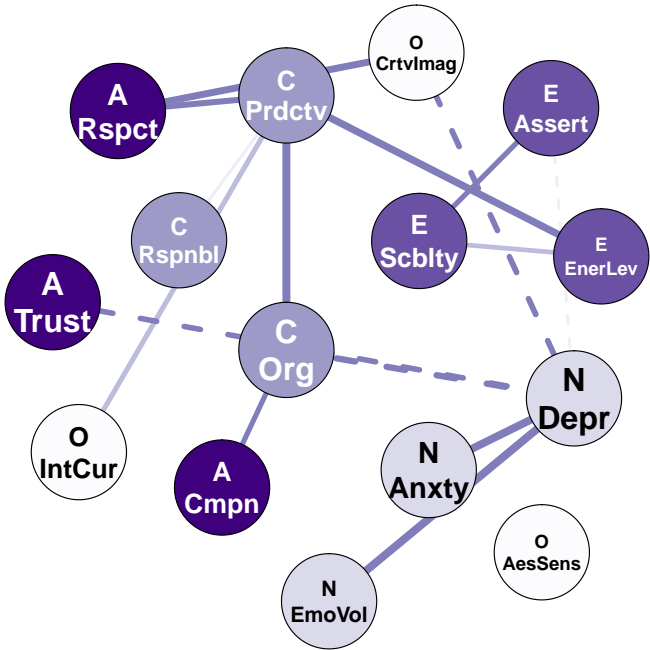 O
CrtvImag
C
Prdctv
A
Rspct
E
Assert
C
Rspnbl
E
Scblty
E
EnerLev
A
Trust
C
Org
N
Depr
O
IntCur
A
Cmpn
N
Anxty
O
AesSens
N
EmoVol